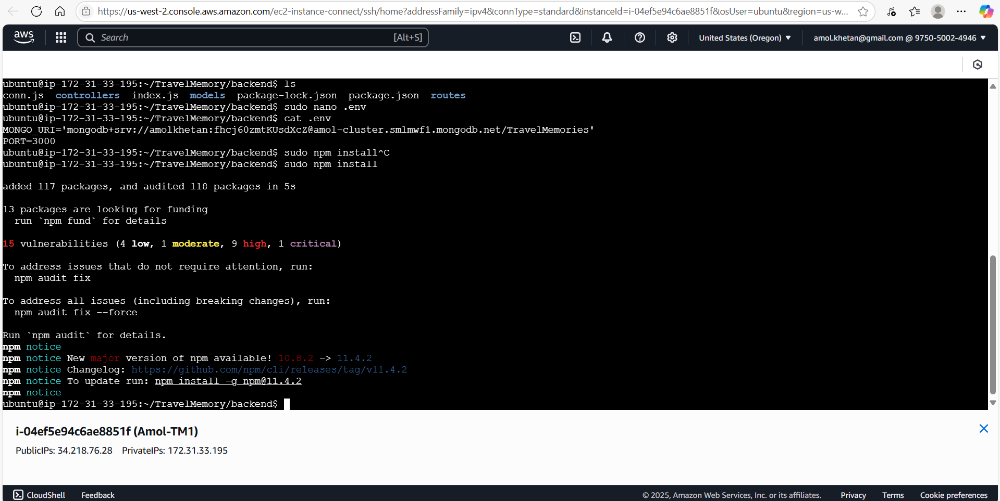 https://us-west-2.console.aws.amazon.com/ec2-instance-connect/ssh/home?addressFamily=ipv4&connType=standard&instanceId=i-04ef5e94c6ae8851f&osUser=ubuntu&region=us-w...
aws Search [Alt+S] United States (Oregon) ▼ amol.khetan@gmail.com @ 9750-5002-4946 ▼
ubuntu@ip-172-31-33-195:~/TravelMemory/backend$ ls
conn.js controllers index.js models package-lock.json package.json routes
ubuntu@ip-172-31-33-195:~/TravelMemory/backend$ sudo nano .env
ubuntu@ip-172-31-33-195:~/TravelMemory/backend$ cat .env
MONGO_URI='mongodb+srv://amolkhetan:fhcj60zmtKUsdXcZ@amol-cluster.smlmwf1.mongodb.net/TravelMemories'
PORT=3000
ubuntu@ip-172-31-33-195:~/TravelMemory/backend$ sudo npm install^C
ubuntu@ip-172-31-33-195:~/TravelMemory/backend$ sudo npm install
added 117 packages, and audited 118 packages in 5s
13 packages are looking for funding
run `npm fund` for details
15 vulnerabilities (4 low, 1 moderate, 9 high, 1 critical)
To address issues that do not require attention, run:
npm audit fix
To address all issues (including breaking changes), run:
npm audit fix --force
Run `npm audit` for details.
npm notice
npm notice New major version of npm available! 10.8.2 -> 11.4.2
npm notice Changelog: https://github.com/npm/cli/releases/tag/v11.4.2
npm notice To update run: npm install -g npm@11.4.2
npm notice
ubuntu@ip-172-31-33-195:~/TravelMemory/backend$
i-04ef5e94c6ae8851f (Amol-TM1)
PublicIPs: 34.218.76.28 PrivateIPs: 172.31.33.195
CloudShell Feedback © 2025, Amazon Web Services, Inc. or its affiliates. Privacy Terms Cookie preferences